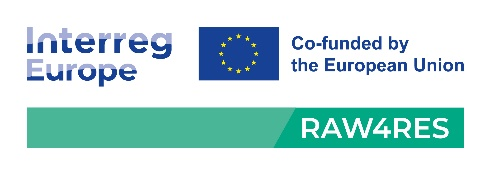 Interreg
Europe
Co-funded by
the European Union
RAW4RES